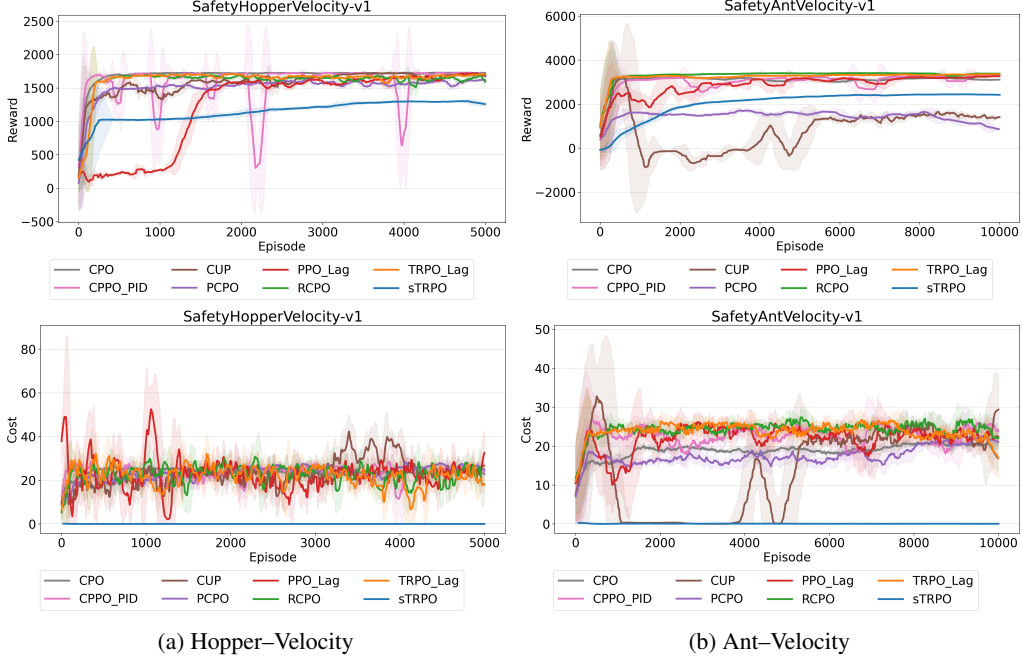 SafetyHopperVelocity-v1
2500
2000
1500
1000
500
0
−500
Reward
0
1000
2000
3000
4000
5000
Episode
CPO
CUP
PPO_Lag
TRPO_Lag
CPPO_PID
PCPO
RCPO
sTRPO
SafetyAntVelocity-v1
6000
4000
2000
0
−2000
Reward
0
2000
4000
6000
8000
10000
Episode
CPO
CUP
PPO_Lag
TRPO_Lag
CPPO_PID
PCPO
RCPO
sTRPO
SafetyHopperVelocity-v1
80
60
40
20
0
Cost
0
1000
2000
3000
4000
5000
Episode
CPO
CUP
PPO_Lag
TRPO_Lag
CPPO_PID
PCPO
RCPO
sTRPO
(a) Hopper–Velocity
SafetyAntVelocity-v1
50
40
30
20
10
0
Cost
0
2000
4000
6000
8000
10000
Episode
CPO
CUP
PPO_Lag
TRPO_Lag
CPPO_PID
PCPO
RCPO
sTRPO
(b) Ant–Velocity